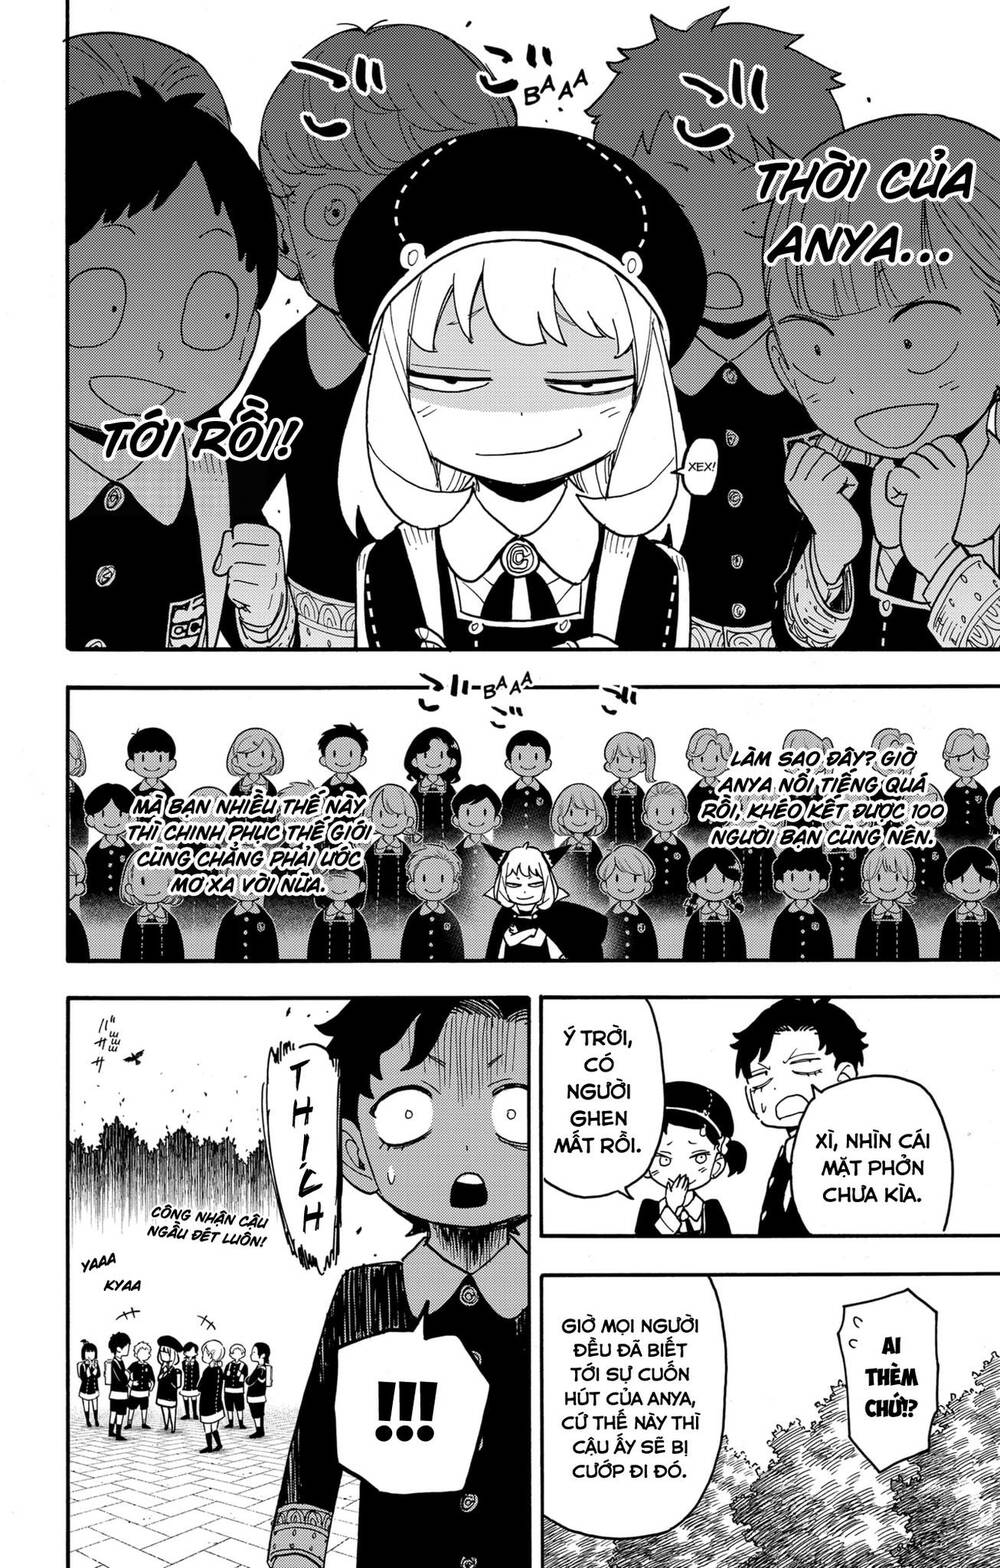 BAAA
THỜI CỦA
ANYA...
XEX!
TỚI RỒI!
BAAA
LÀM SAO ĐÂY? GIỜ
ANYA NỔI TIẾNG QUÁ
RỒI, KHÉO KẾT ĐƯỢC 100
NGƯỜI BẠN CŨNG NÊN.
MÀ BẠN NHIỀU THẾ NÀY
THÌ CHINH PHỤC THẾ GIỚI
CŨNG CHẲNG PHẢI ƯỚC
MƠ XA VỜI NỮA.
XÌ, NHÌN CÁI
MẶT PHỞN
CHƯA KÌA.
Ý TRỜI,
CÓ
NGƯỜI
GHEN
MẤT RỒI.
AI
THÈM
CHỨ!?
GIỜ MỌI NGƯỜI
ĐỀU ĐÃ BIẾT
TỚI SỰ CUỐN
HÚT CỦA ANYA,
CỨ THẾ NÀY THÌ
CẬU ẤY SẼ BỊ
CƯỚP ĐI ĐÓ.
THỊCH
!!!
CÔNG NHẬN CẬU
NGẦU ĐÉT LUÔN!
YAAA
KYAA